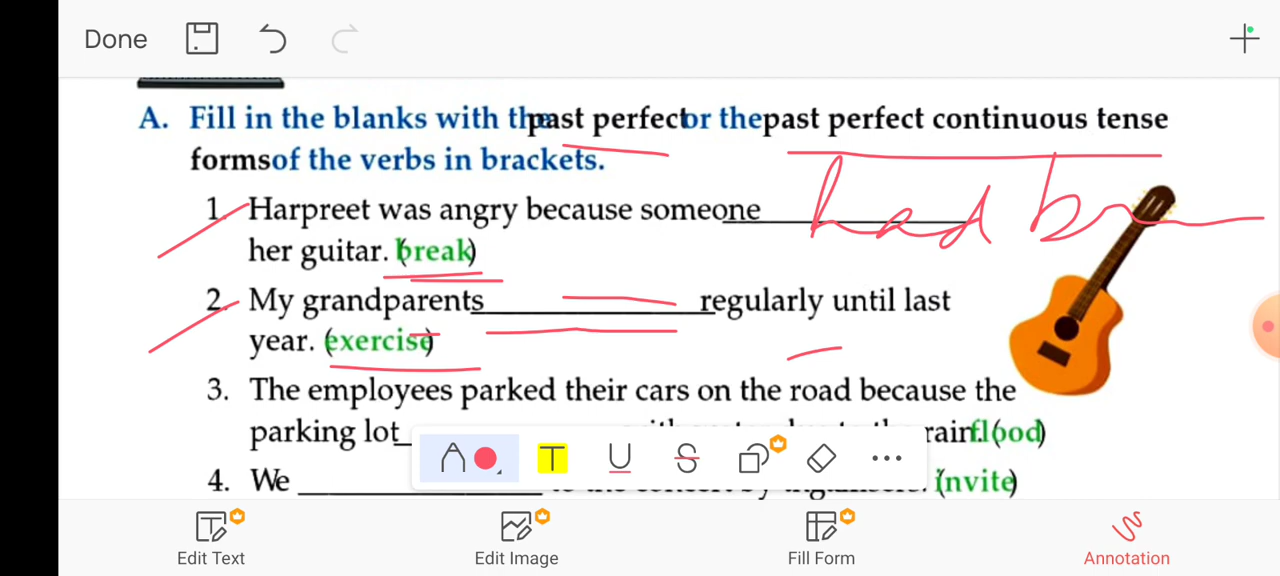 Done
A. Fill in the blanks with the past perfect or the past perfect continuous tense
forms of the verbs in brackets.
1. Harpreet was angry because someone had
her guitar. (break)
2. My grandparents regularly until last
year. (exercise)
3. The employees parked their cars on the road because the
parking lot rain. (flood)
4. We (invite)
T U S
Edit Text Edit Image Fill Form Annotation